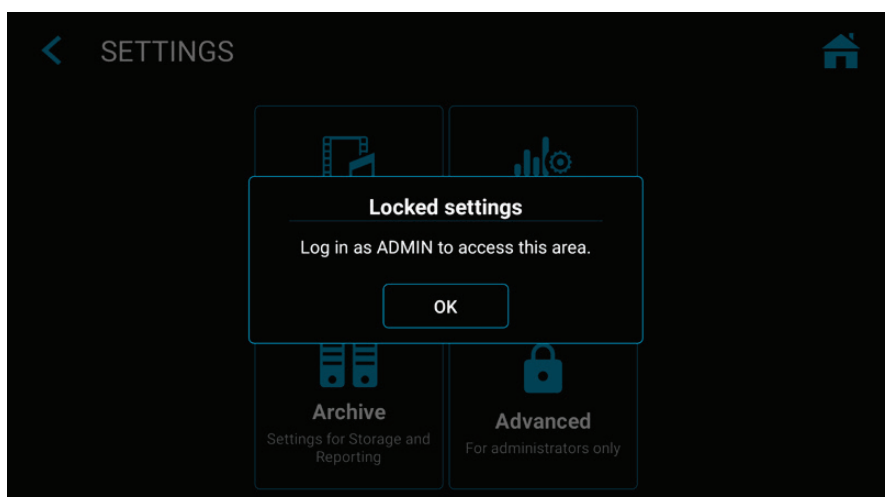 SETTINGS
Locked settings
Log in as ADMIN to access this area.
OK
Archive
Settings for Storage and
Reporting
Advanced
For administrators only